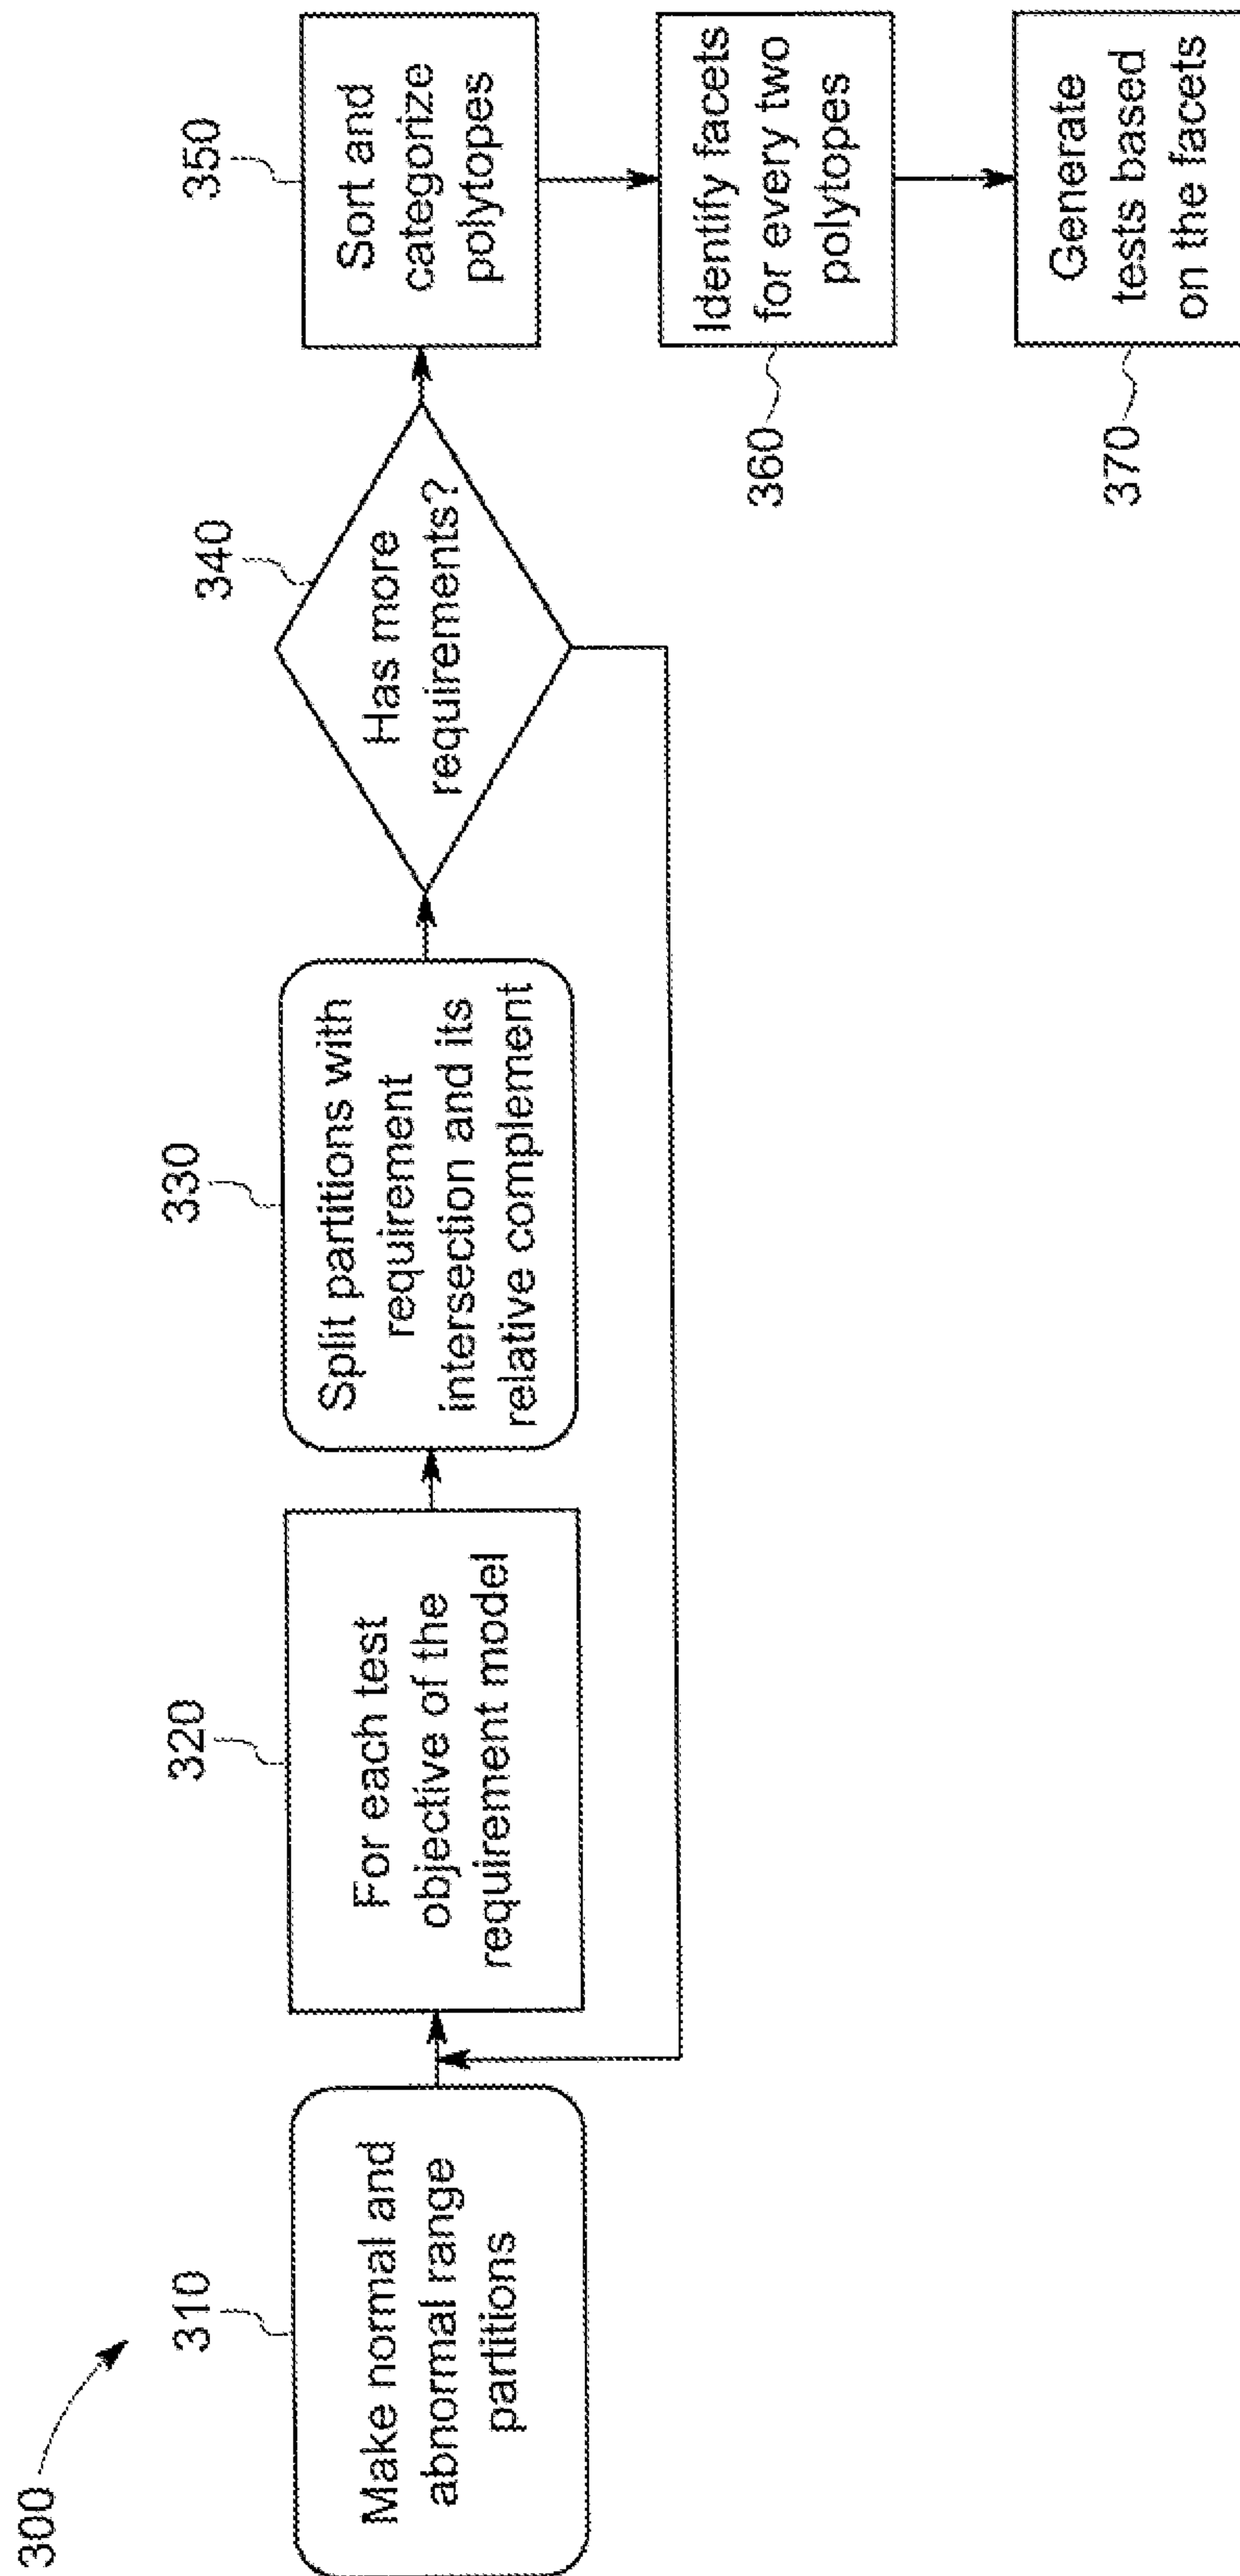 300
310
Make normal and
abnormal range
partitions
320
For each test
objective of the
requirement model
330
Split partitions with
requirement
intersection and its
relative complement
340
Has more
requirements?
350
Sort and
categorize
polytopes
360
Identify facets
for every two
polytopes
370
Generate
tests based
on the facets